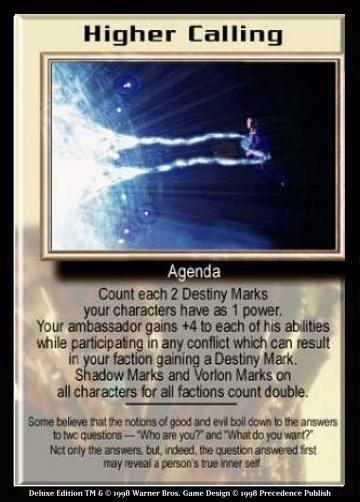 Higher Calling
Agenda
Count each 2 Destiny Marks
your characters have as 1 power.
Your ambassador gains +4 to each of his abilities
while participating in any conflict which can result
in your faction gaining a Destiny Mark.
Shadow Marks and Vorlon Marks on
all characters for all factions count double.
Some believe that the notions of good and evil boil down to the answers
to two questions — "Who are you?" and "What do you want?"
Not only the answers, but, indeed, the question answered first
may reveal a person's true inner self.
Deluxe Edition TM & © 1998 Warner Bros. Game Design © 1998 Precedence Publish